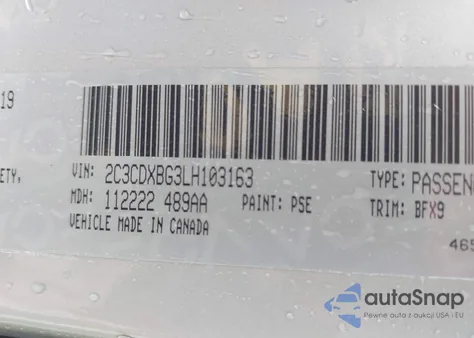 19
ETY,
VIN: 2C3CDXBG3LH103163 TYPE: PASSEN
MDH: 112222 489AA PAINT: PSE TRIM: BFX9
VEHICLE MADE IN CANADA
465
autoSnap
Pewne auta z aukcji USA i EU